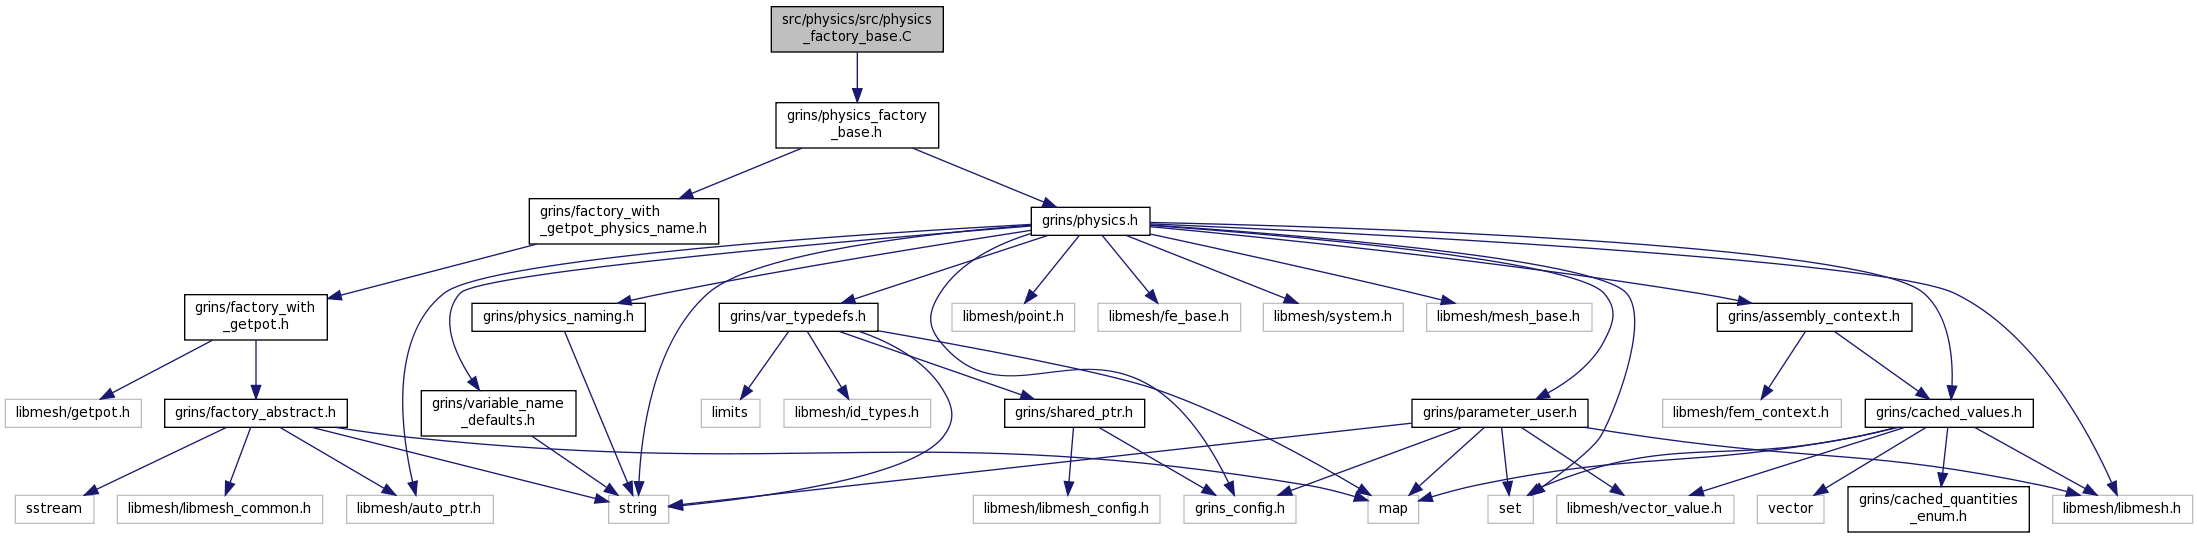 src/physics/src/physics
_factory_base.C
grins/physics_factory
_base.h
grins/factory_with
_getpot_physics_name.h
grins/physics.h
grins/factory_with
_getpot.h
grins/physics_naming.h
grins/var_typedefs.h
libmesh/point.h
libmesh/fe_base.h
libmesh/system.h
libmesh/mesh_base.h
grins/assembly_context.h
libmesh/getpot.h
grins/factory_abstract.h
grins/variable_name
_defaults.h
limits
libmesh/id_types.h
grins/shared_ptr.h
grins/parameter_user.h
libmesh/fem_context.h
grins/cached_values.h
sstream
libmesh/libmesh_common.h
libmesh/auto_ptr.h
string
libmesh/libmesh_config.h
grins_config.h
map
set
libmesh/vector_value.h
vector
grins/cached_quantities
_enum.h
libmesh/libmesh.h